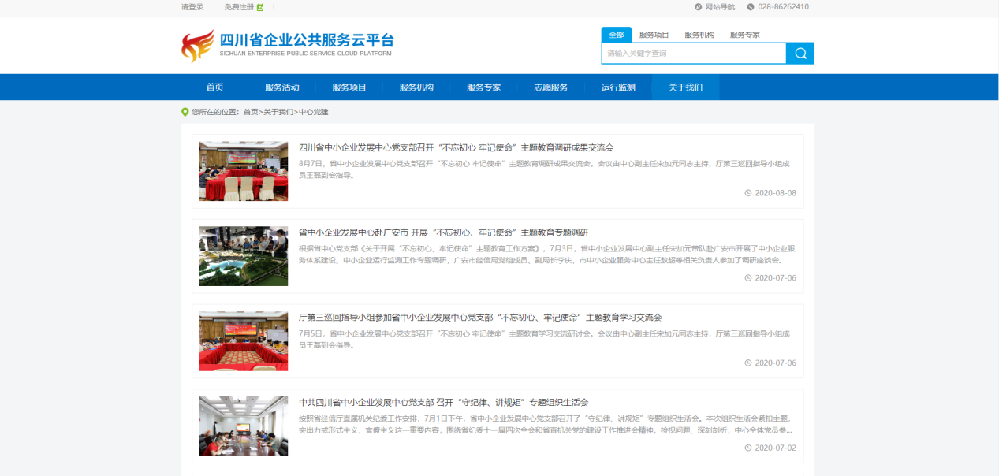 请登录 免费注册 网站导航 028-86262410
四川省企业公共服务云平台
SICHUAN ENTERPRISE PUBLIC SERVICE CLOUD PLATFORM
全部 服务项目 服务机构 服务专家
请输入关键字查询
首页 服务活动 服务项目 服务机构 服务专家 志愿服务 运行监测 关于我们
您所在的位置：首页>关于我们>中心党建
四川省中小企业发展中心党支部召开“不忘初心 牢记使命”主题教育调研成果交流会
8月7日，省中小企业发展中心党支部召开“不忘初心 牢记使命”主题教育调研成果交流会。会议由中心副主任宋加元同志主持，厅第三巡回指导小组成
员王磊到会指导。
2020-08-08
省中小企业发展中心赴广安市 开展“不忘初心、牢记使命”主题教育专题调研
根据省中心党支部《关于开展“不忘初心、牢记使命”主题教育工作方案》，7月3日，省中小企业发展中心副主任宋加元带队赴广安市开展了中小企业服
务体系建设、中小企业运行监测工作专题调研，广安市经信局党组成员、副局长李庆，市中小企业服务中心主任敖超等相关负责人参加了调研座谈会。
2020-07-06
厅第三巡回指导小组参加省中小企业发展中心党支部“不忘初心、牢记使命”主题教育学习交流会
7月5日，省中小企业发展中心党支部召开“不忘初心 牢记使命”主题教育学习交流研讨会。会议由中心副主任宋加元同志主持，厅第三巡回指导小组成
员王磊到会指导。
2020-07-06
中共四川省中小企业发展中心党支部 召开“守纪律、讲规矩”专题组织生活会
按照省经信厅直属机关纪委工作安排，7月1日下午，省中小企业发展中心党支部召开了“守纪律、讲规矩”专题组织生活会。本次组织生活会紧扣主题，
突出力戒形式主义、官僚主义这一重要内容，围绕省纪委十一届四次全会和省直机关党的建设工作推进会精神，检视问题、深刻剖析，中心全体党员参...
2020-07-02